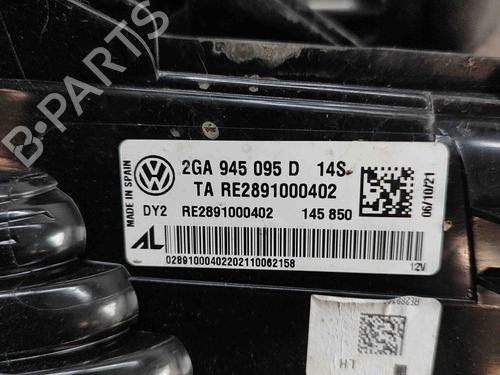 B-PARTS
MADE IN SPAIN
2GA 945 095 D 14S
TA RE2891000402
DY2 RE2891000402 145 850
06/10/21
AL
02891000402202110062158
12V
LH